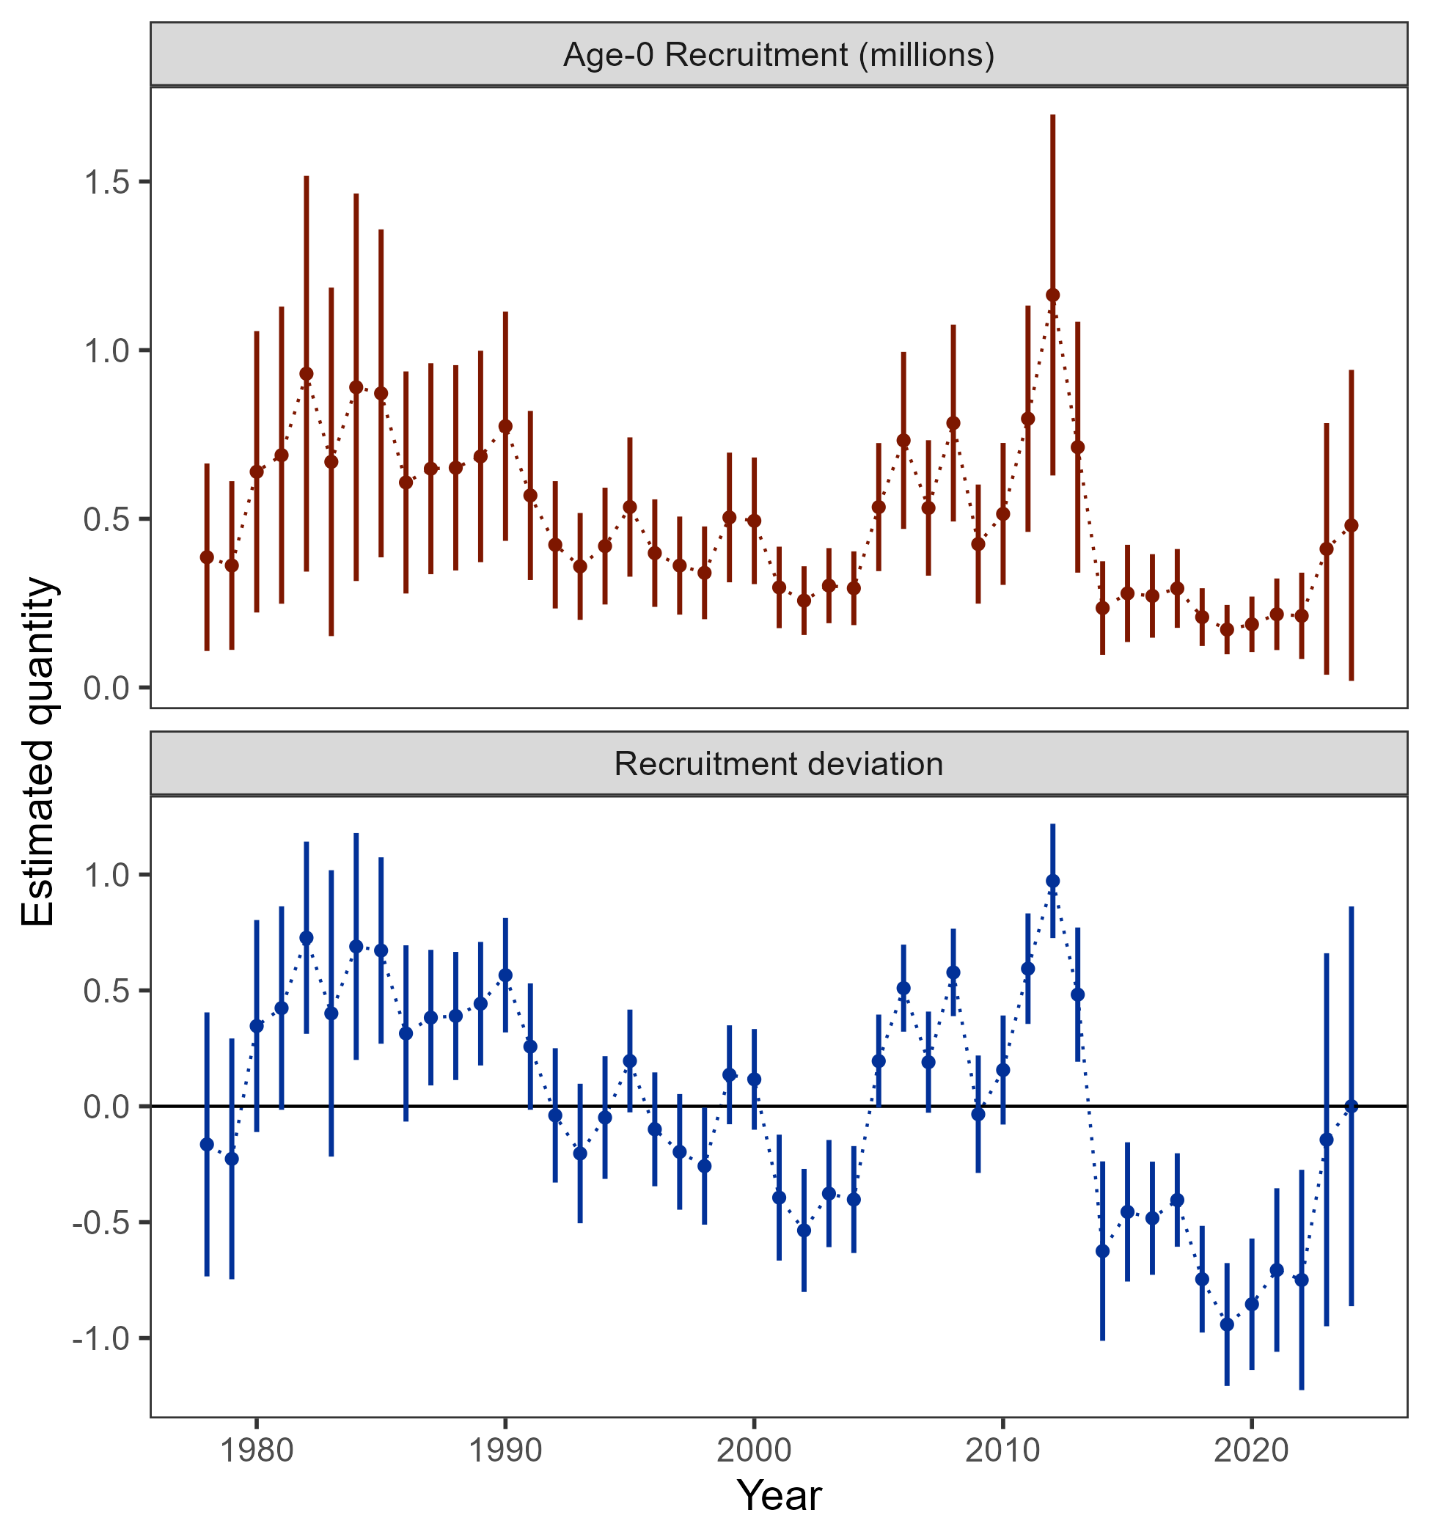 Age-0 Recruitment (millions)
1.5
1.0
0.5
0.0
Estimated quantity
Recruitment deviation
1.0
0.5
0.0
-0.5
-1.0
1980 1990 2000 2010 2020
Year